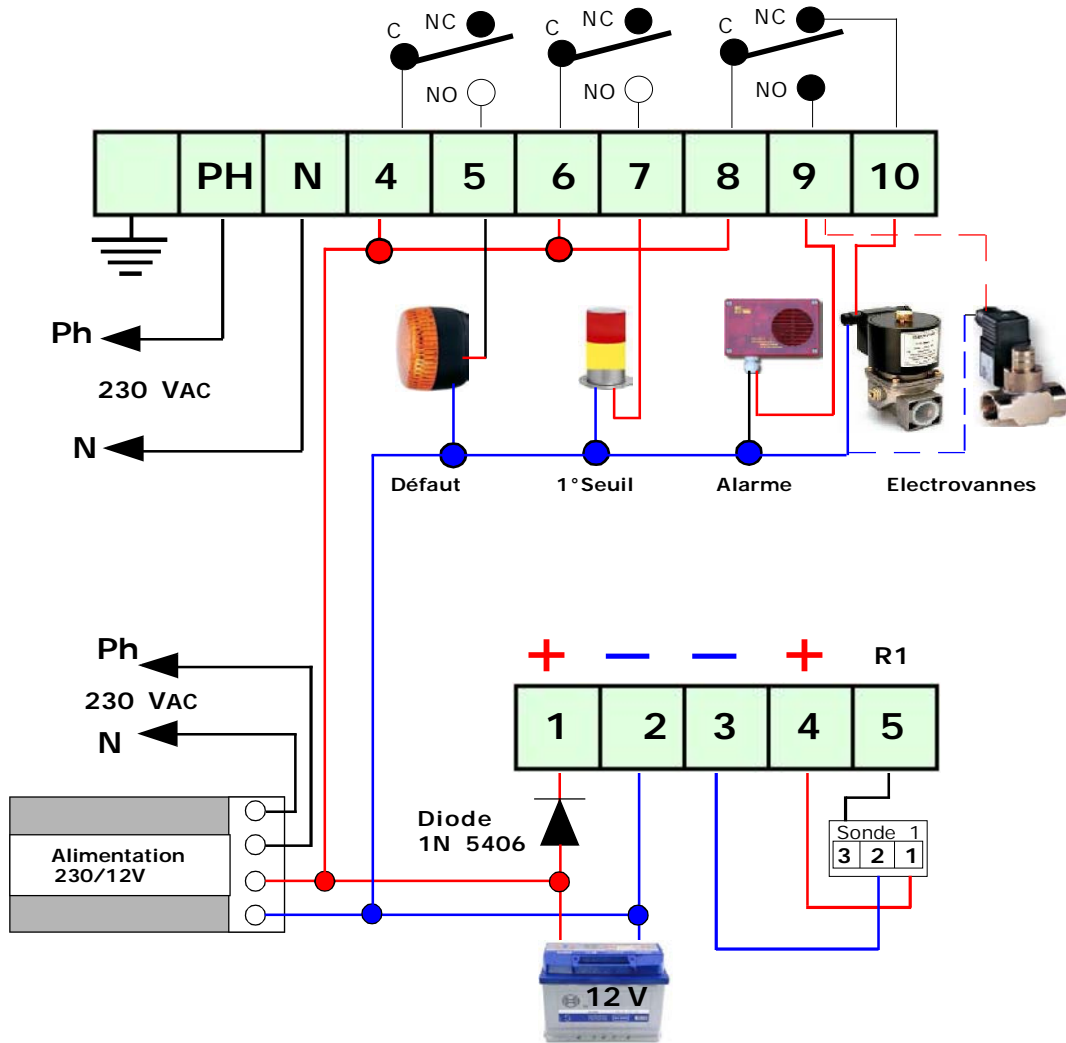 C NC C NC C NC
NO NO NO
PH N 4 5 6 7 8 9 10
Ph
230 VAC
N
Défaut 1°Seuil Alarme Electrovannes
Ph
230 VAC
N
R1
1 2 3 4 5
Diode
1N 5406
Sonde 1
3 2 1
Alimentation
230/12V
12 V